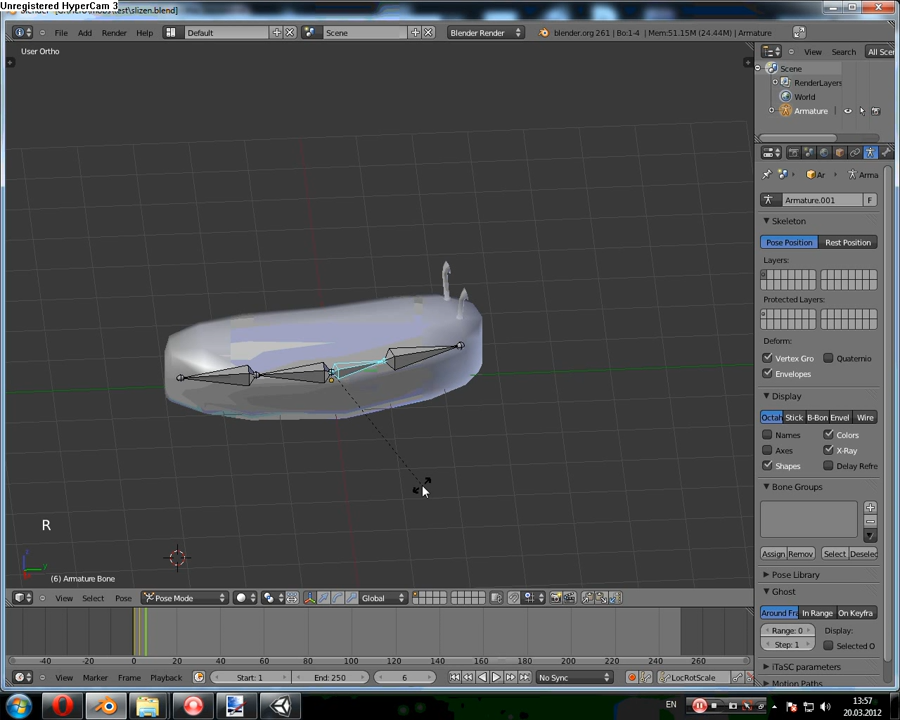 Unregistered HyperCam 3
File Add Render Help Default Scene Blender Render blender.org 261 | Bo:1-4 | Mem:51.15M (24.44M) | Armature
View Search All Sce
User Ortho
Scene
RenderLayers
World
Armature
Ar Arma
Armature.001 F
Skeleton
Pose Position Rest Position
Layers:
Protected Layers:
Deform:
Vertex Gro Quaternio
Envelopes
Display
Octah Stick B-Bon Envel Wire
Names Colors
Axes X-Ray
Shapes Delay Refre
Bone Groups
Assign Remov Select Deselec
Pose Library
Ghost
Around Fra In Range On Keyfra
Range: 0 Display:
Step: 1 Selected O
iTaSC parameters
Motion Paths
R
(6) Armature Bone
View Select Pose Pose Mode Global
-40 -20 0 20 40 60 80 100 120 140 160 180 200 220 240 260
View Marker Frame Playback Start: 1 End: 250 6 No Sync LocRotScale
EN 13:57
20.03.2012